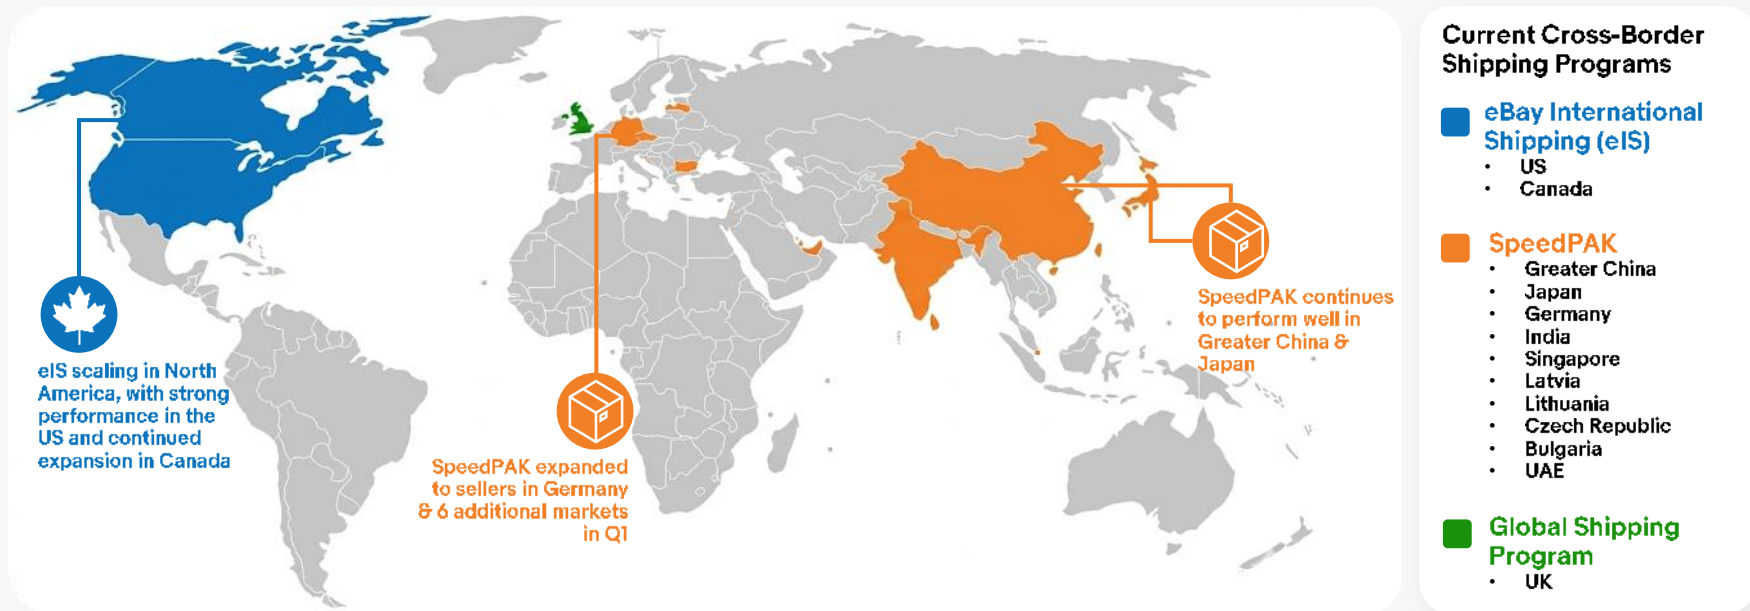 eIS scaling in North
America, with strong
performance in the
US and continued
expansion in Canada
SpeedPAK expanded
to sellers in Germany
& 6 additional markets
in Q1
SpeedPAK continues
to perform well in
Greater China &
Japan
Current Cross-Border
Shipping Programs
eBay International
Shipping (eIS)
• US
• Canada
SpeedPAK
• Greater China
• Japan
• Germany
• India
• Singapore
• Latvia
• Lithuania
• Czech Republic
• Bulgaria
• UAE
Global Shipping
Program
• UK